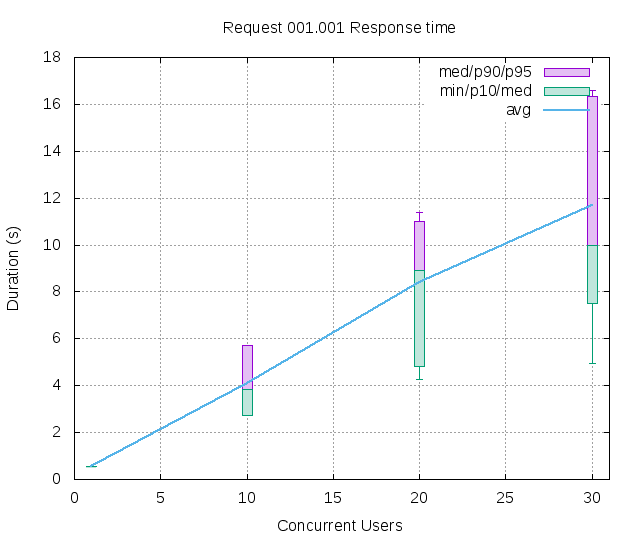 Request 001.001 Response time
18
16
14
12
10
8
6
4
2
0
Duration (s)
med/p90/p95
min/p10/med
avg
0 5 10 15 20 25 30
Concurrent Users